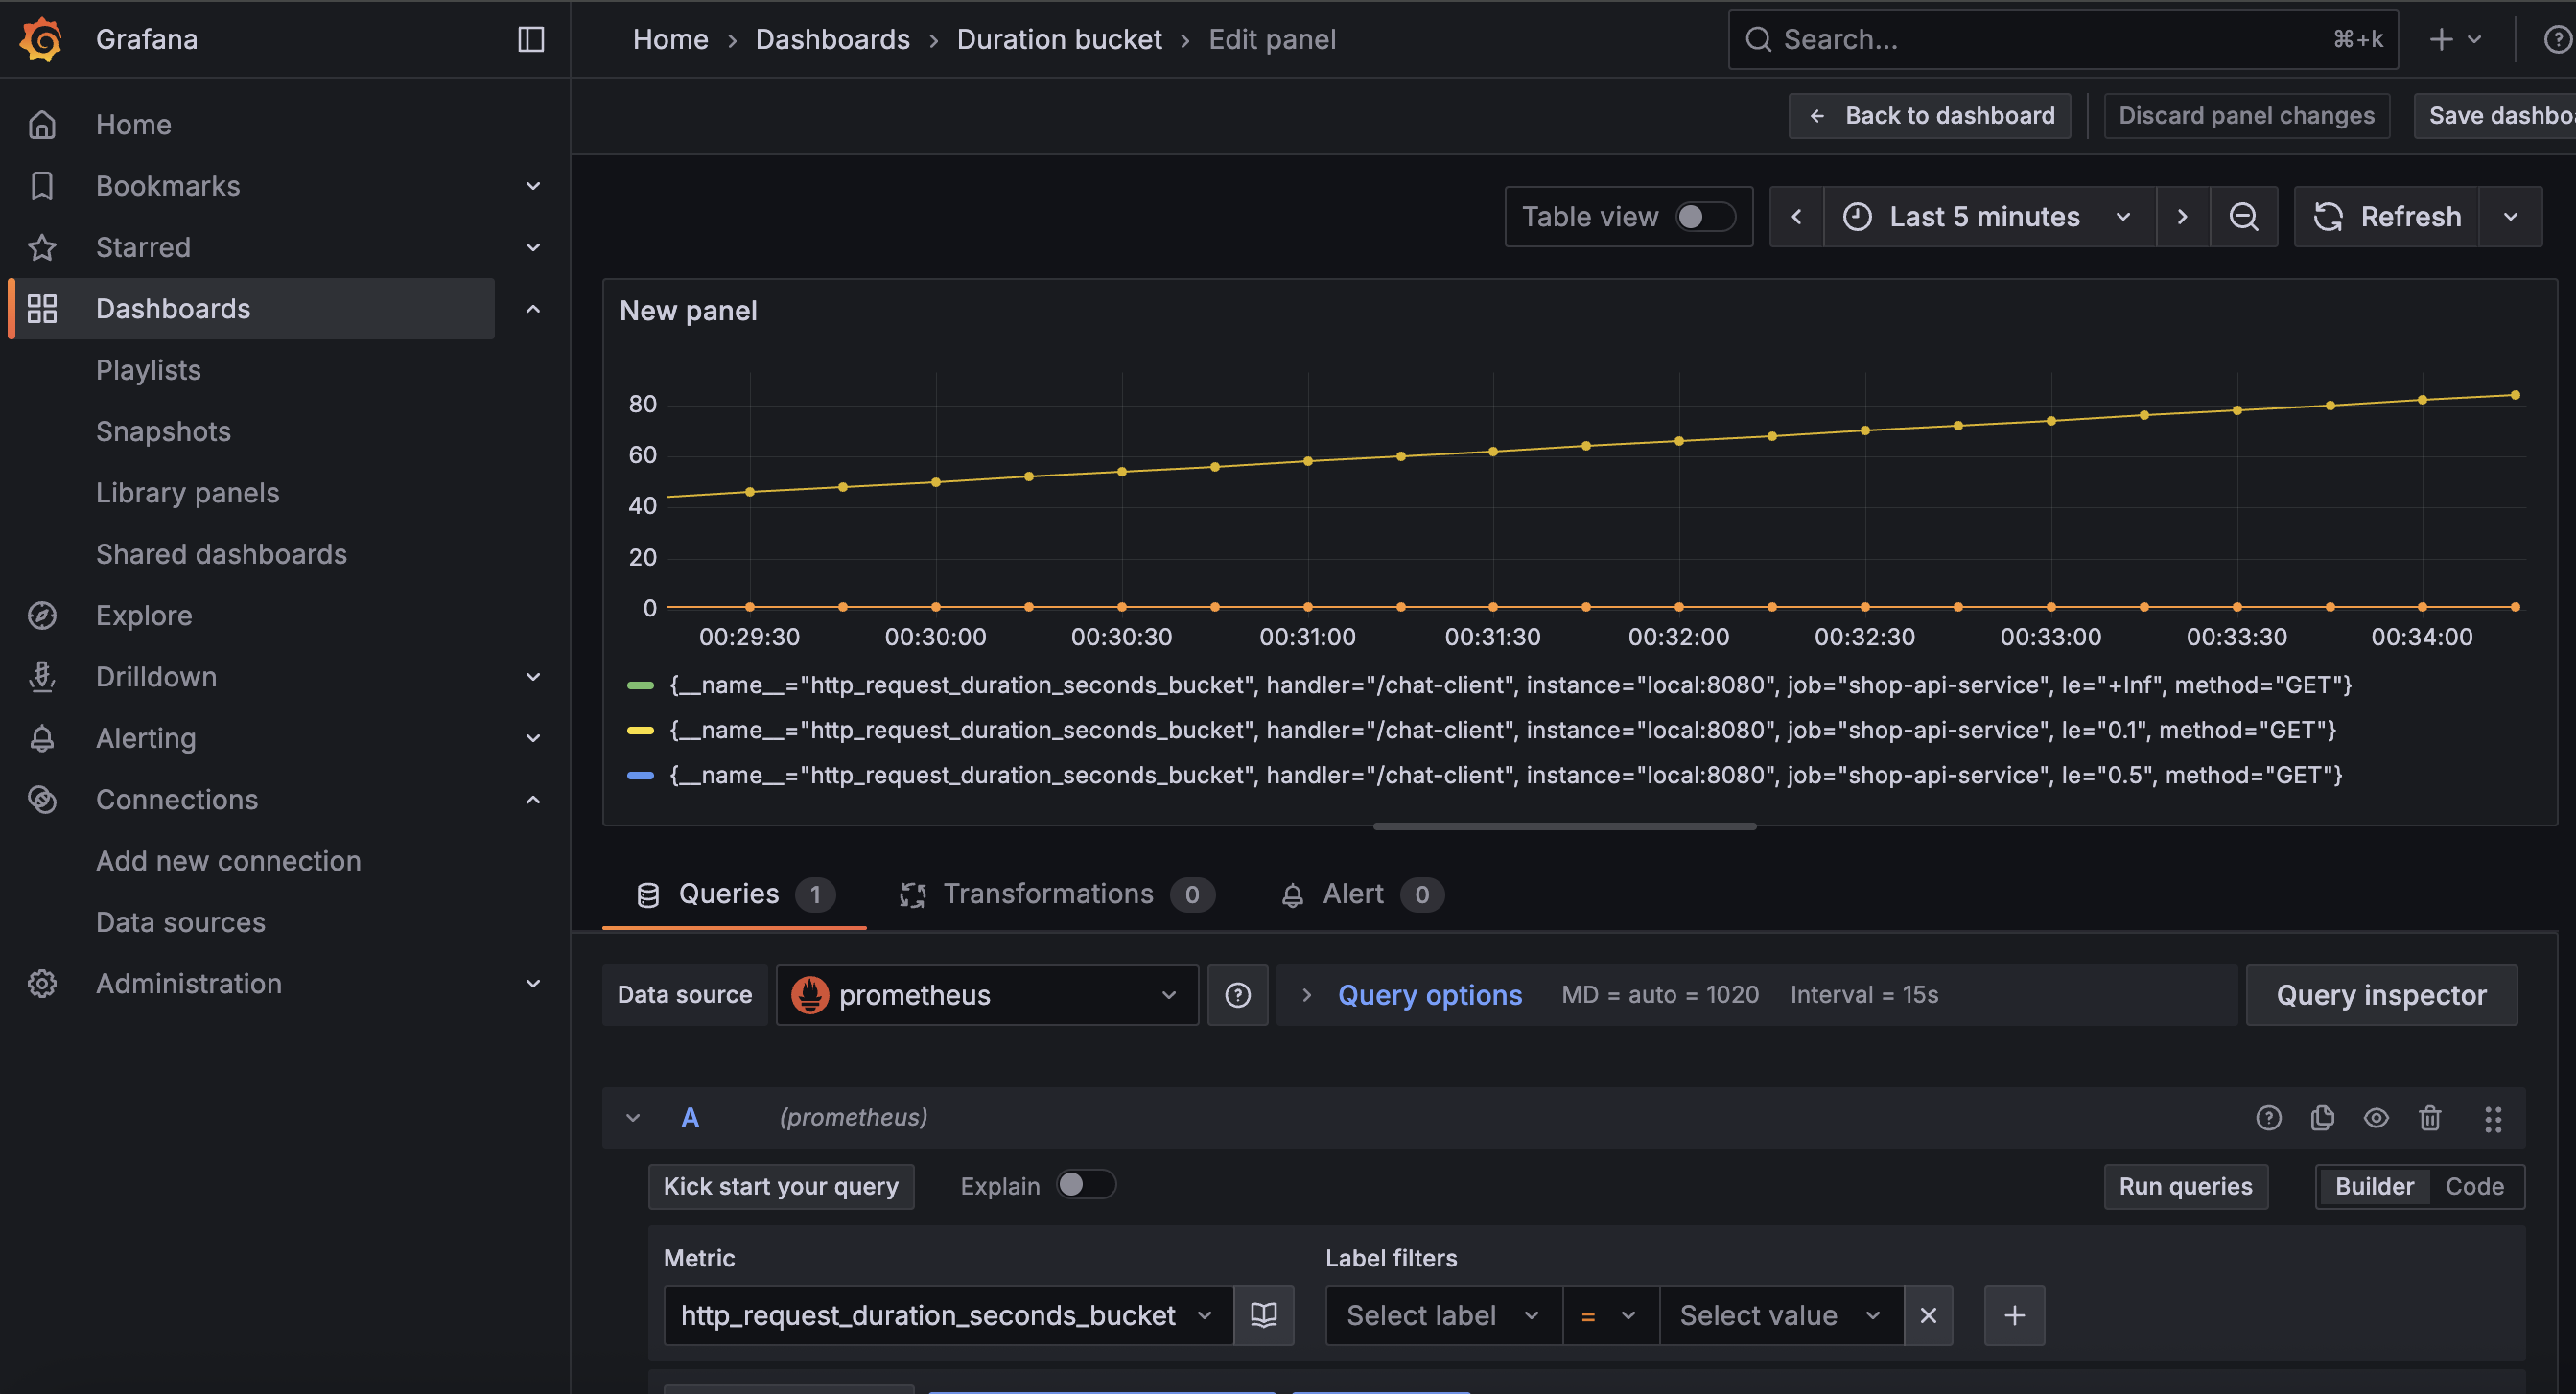 Grafana
Home › Dashboards › Duration bucket › Edit panel
Search...
⌘+k
Back to dashboard
Discard panel changes
Save dashbo
Home
Bookmarks
Starred
Dashboards
Playlists
Snapshots
Library panels
Shared dashboards
Explore
Drilldown
Alerting
Connections
Add new connection
Data sources
Administration
Table view
Last 5 minutes
Refresh
New panel
80
60
40
20
0
00:29:30 00:30:00 00:30:30 00:31:00 00:31:30 00:32:00 00:32:30 00:33:00 00:33:30 00:34:00
{__name__="http_request_duration_seconds_bucket", handler="/chat-client", instance="local:8080", job="shop-api-service", le="+Inf", method="GET"}
{__name__="http_request_duration_seconds_bucket", handler="/chat-client", instance="local:8080", job="shop-api-service", le="0.1", method="GET"}
{__name__="http_request_duration_seconds_bucket", handler="/chat-client", instance="local:8080", job="shop-api-service", le="0.5", method="GET"}
Queries 1
Transformations 0
Alert 0
Data source
prometheus
Query options
MD = auto = 1020
Interval = 15s
Query inspector
A
(prometheus)
Kick start your query
Explain
Run queries
Builder
Code
Metric
Label filters
http_request_duration_seconds_bucket
Select label
=
Select value